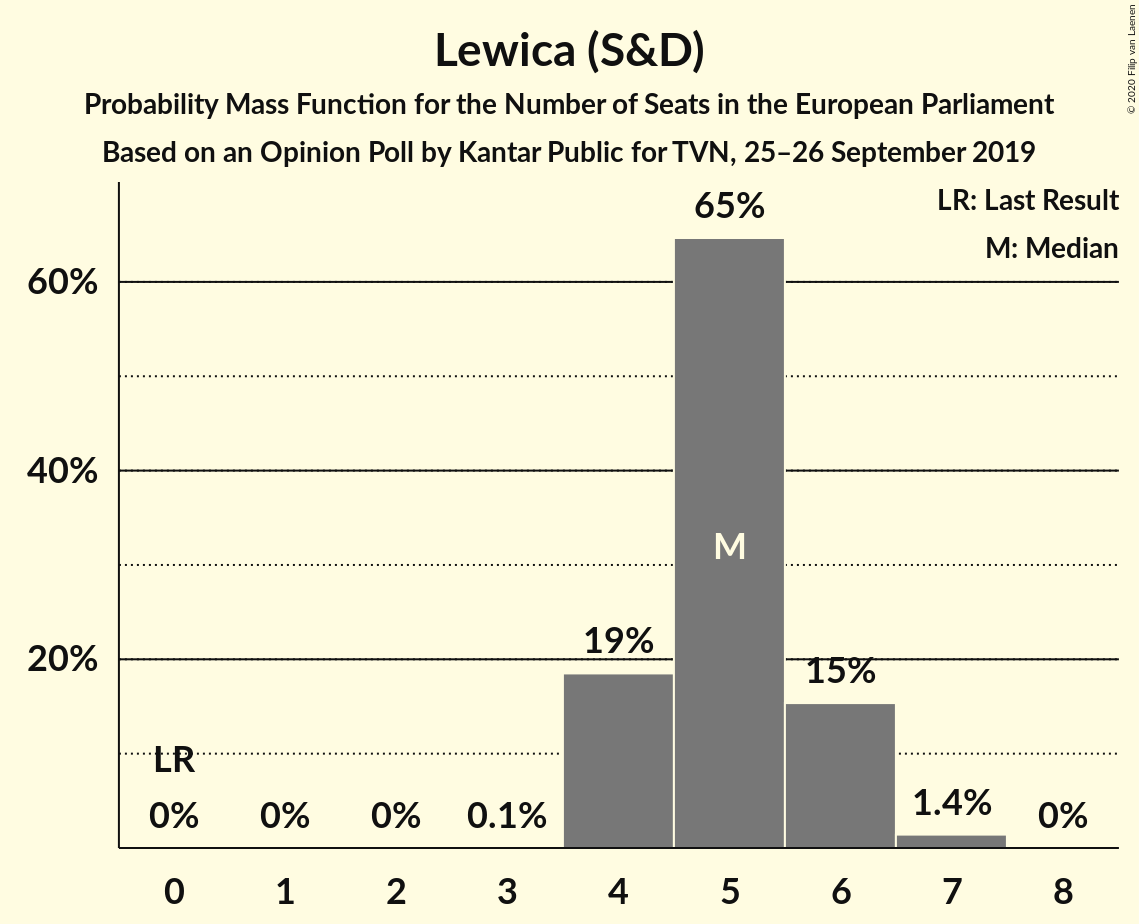 Lewica (S&D)
Probability Mass Function for the Number of Seats in the European Parliament
Based on an Opinion Poll by Kantar Public for TVN, 25–26 September 2019
© 2020 Filip van Laenen
LR: Last Result
M: Median
60%
40%
20%
65%
M
19%
15%
LR
0%
0%
0%
0.1%
1.4%
0%
0 1 2 3 4 5 6 7 8